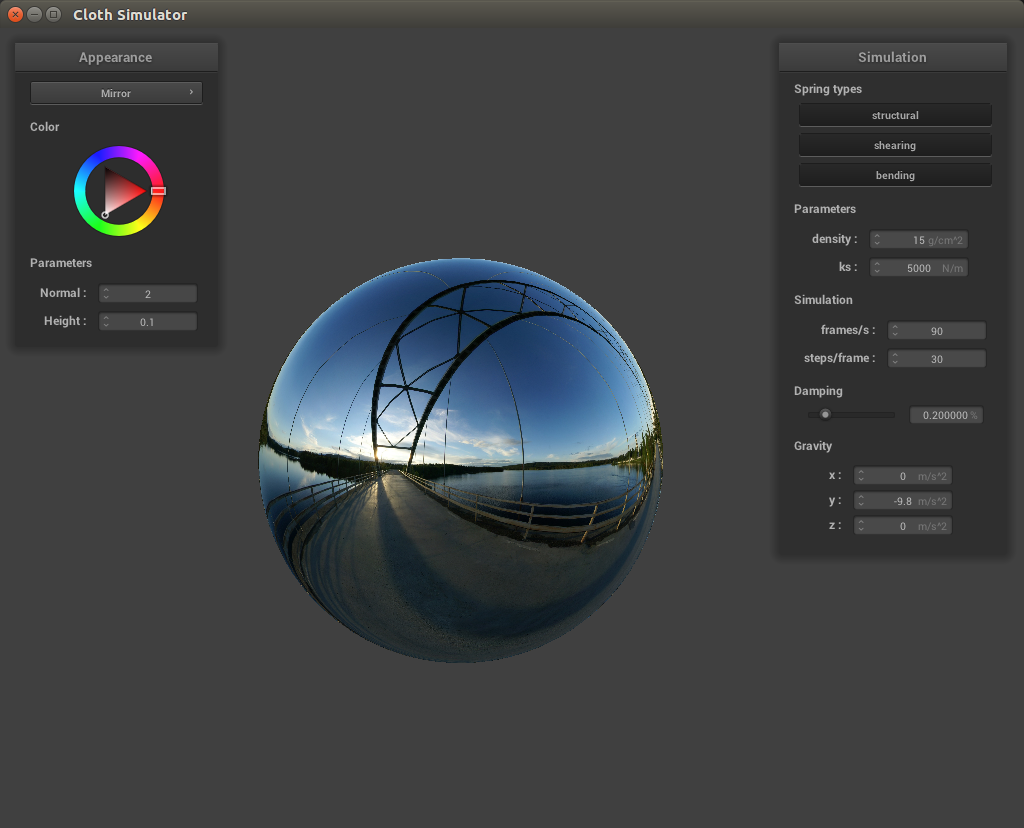 Cloth Simulator
Appearance
Mirror
Color
Parameters
Normal : 2
Height : 0.1
Simulation
Spring types
structural
shearing
bending
Parameters
density : 15 g/cm^2
ks : 5000 N/m
Simulation
frames/s : 90
steps/frame : 30
Damping
0.200000 %
Gravity
x : 0 m/s^2
y : -9.8 m/s^2
z : 0 m/s^2